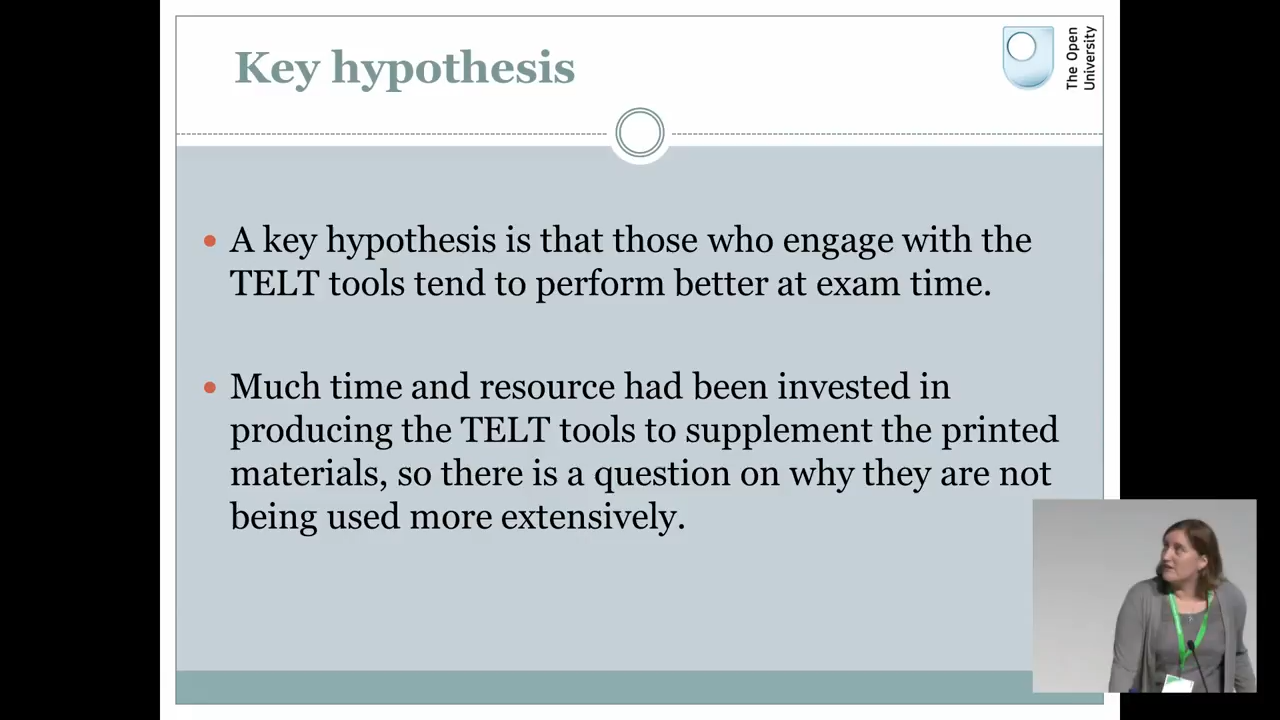 Key hypothesis
The Open
University
A key hypothesis is that those who engage with the
TELT tools tend to perform better at exam time.
Much time and resource had been invested in
producing the TELT tools to supplement the printed
materials, so there is a question on why they are not
being used more extensively.